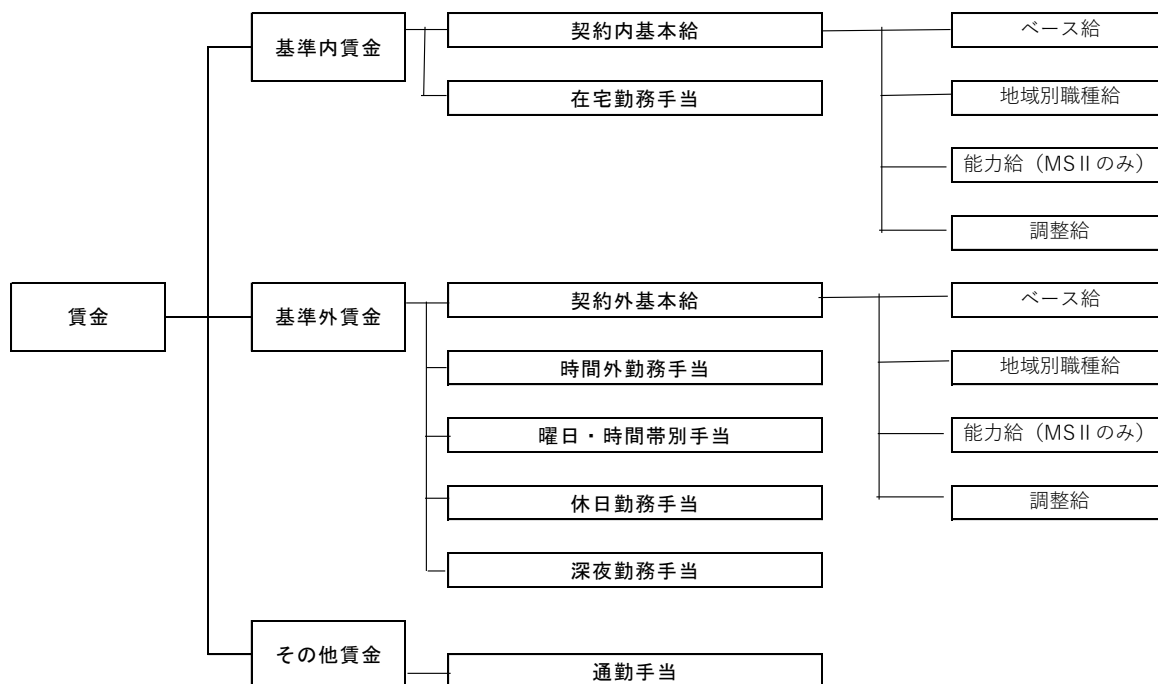 基準内賃金
契約内基本給
ベース給
在宅勤務手当
地域別職種給
能力給（MSⅡのみ）
調整給
賃金
基準外賃金
契約外基本給
ベース給
時間外勤務手当
地域別職種給
曜日・時間帯別手当
能力給（MSⅡのみ）
休日勤務手当
調整給
深夜勤務手当
その他賃金
通勤手当